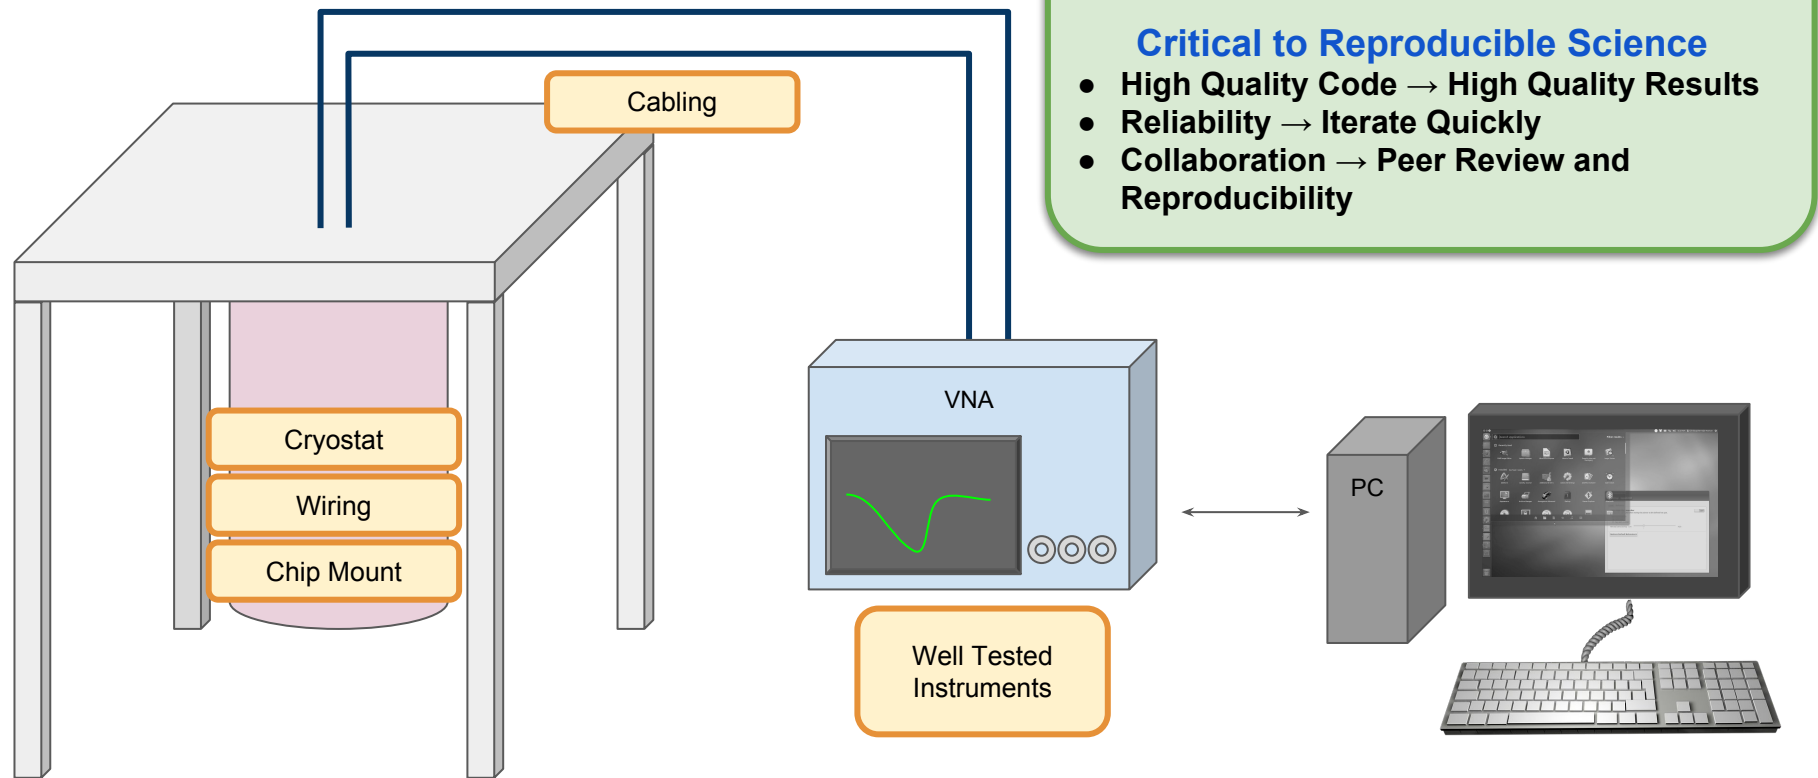 Critical to Reproducible Science
● High Quality Code → High Quality Results
● Reliability → Iterate Quickly
● Collaboration → Peer Review and
Reproducibility
Cabling
VNA
Cryostat
Wiring
Chip Mount
PC
Well Tested
Instruments